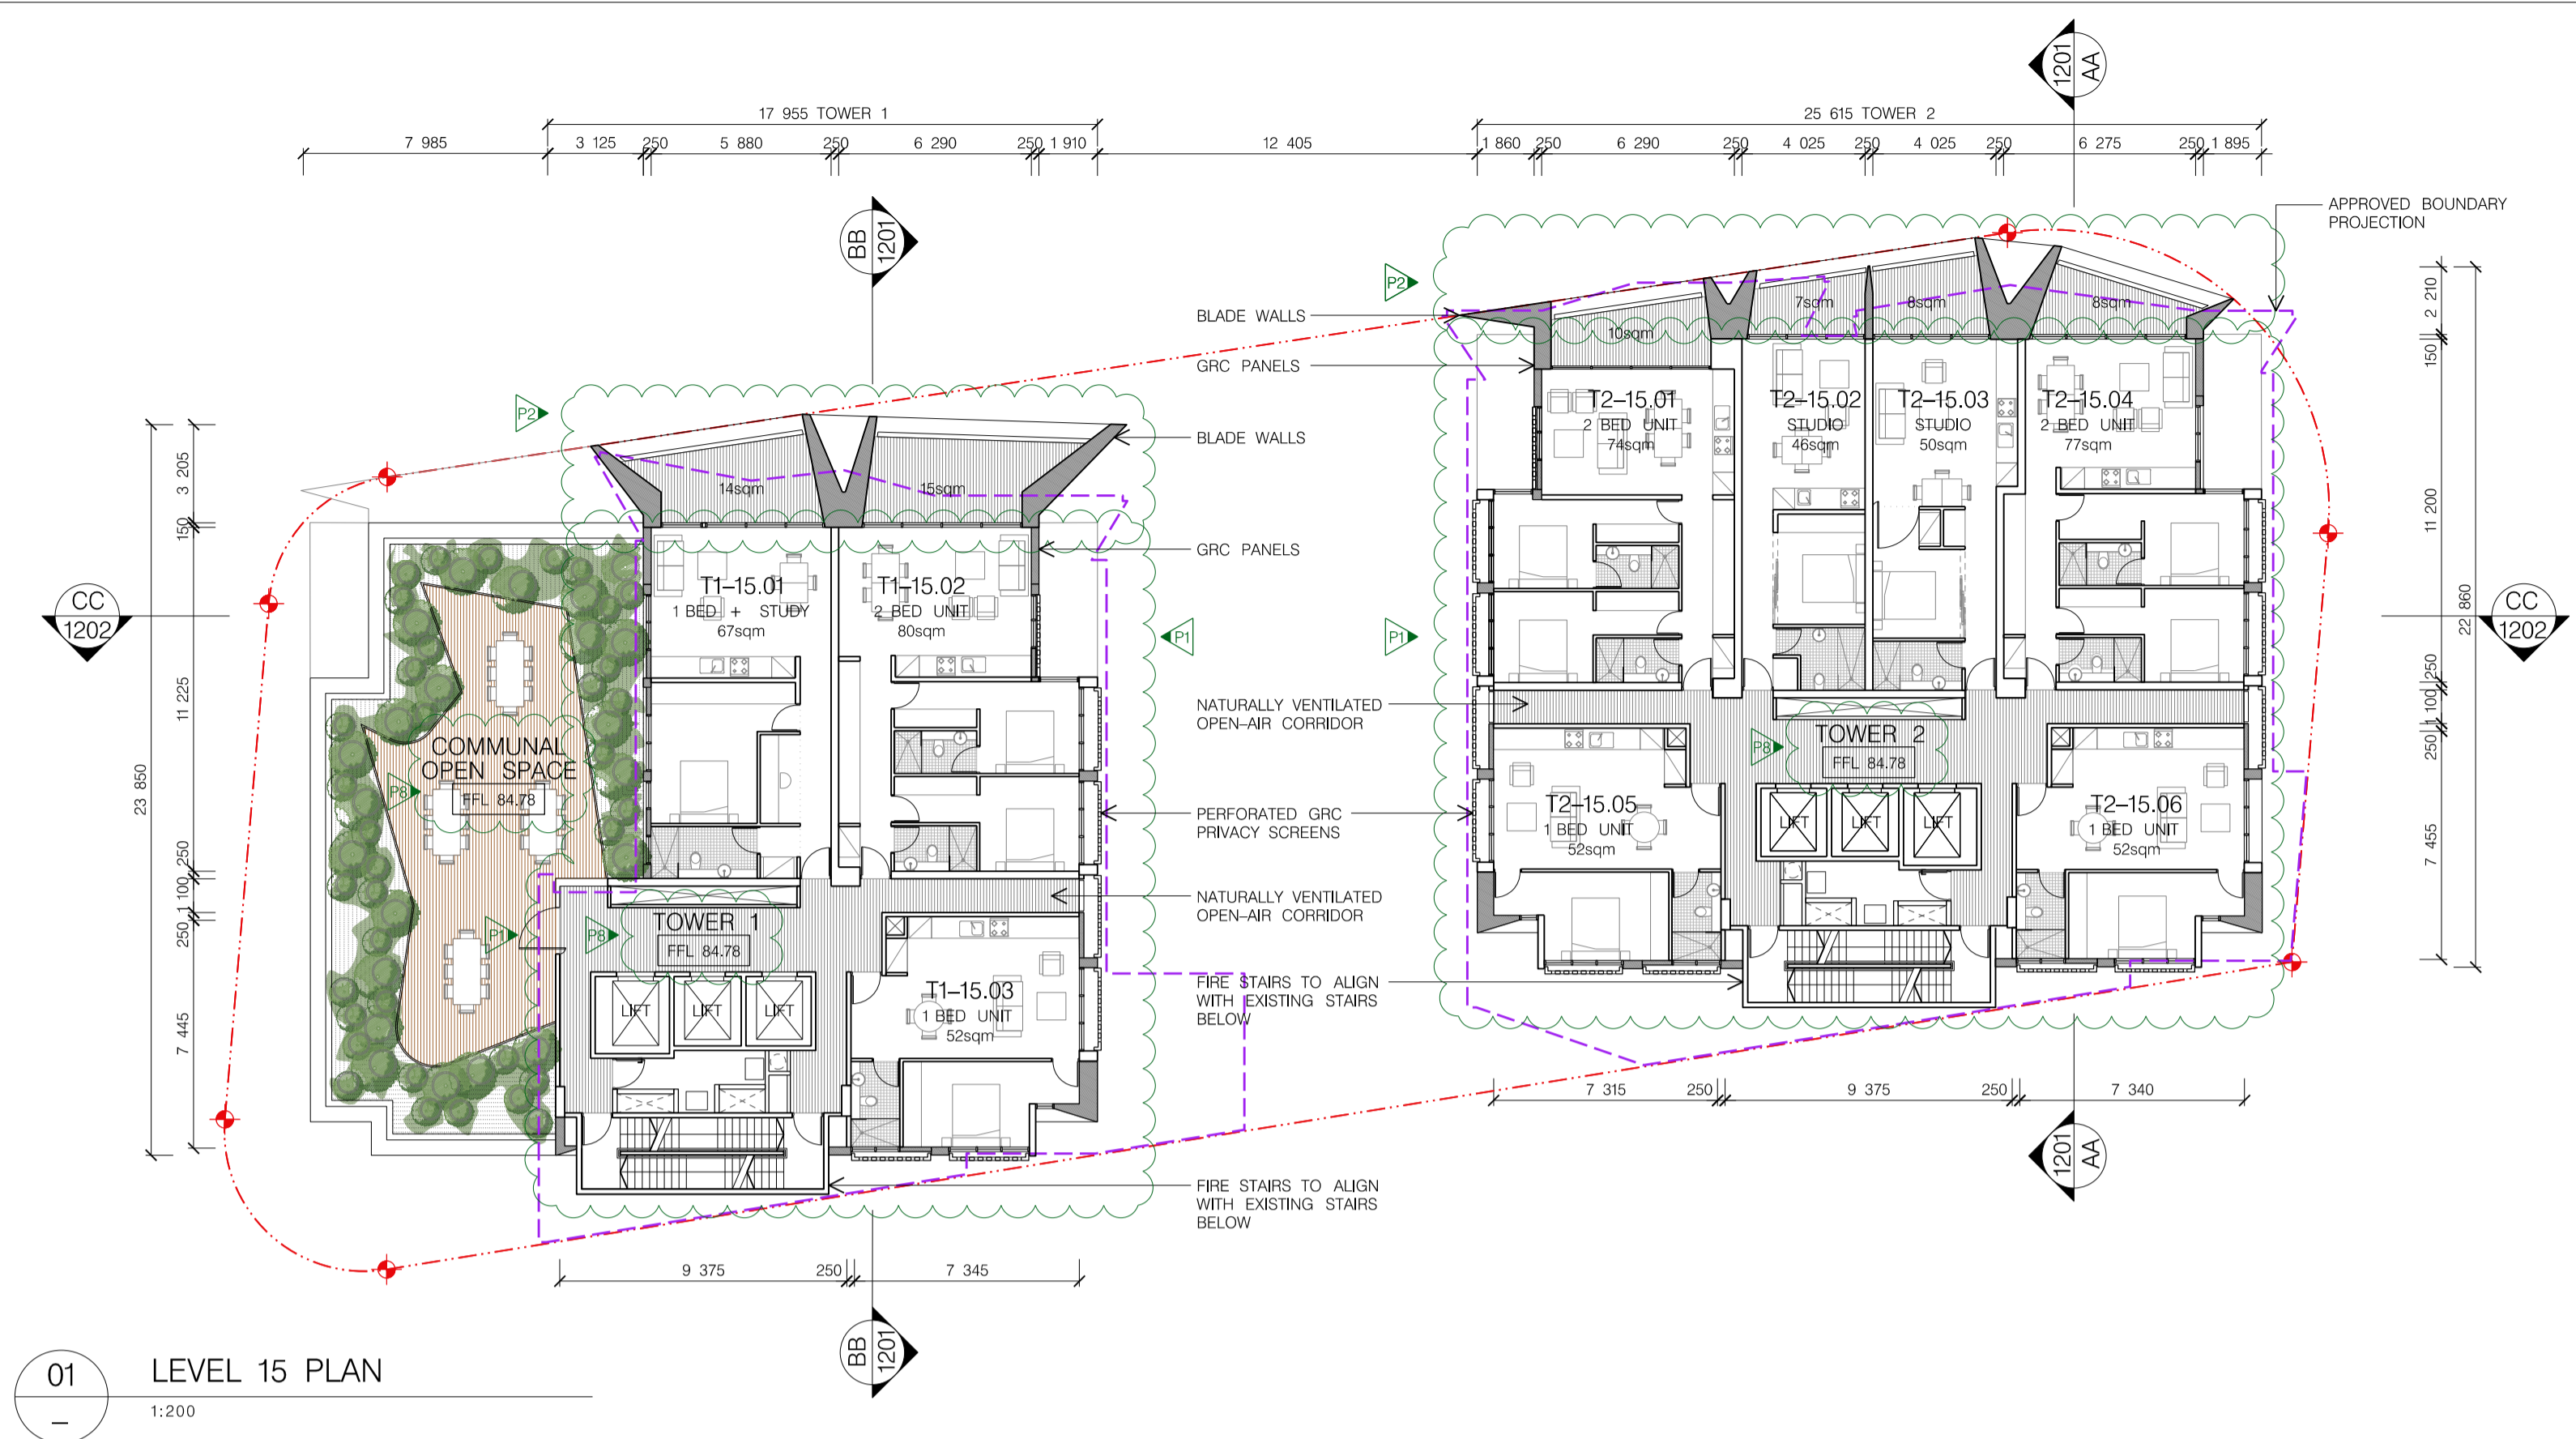 1201
AA
17 955 TOWER 1
25 615 TOWER 2
7 985
3 125
250
5 880
250
6 290
250
1 910
12 405
1 860
250
6 290
250
4 025
250
4 025
250
6 275
250
1 895
APPROVED BOUNDARY
PROJECTION
BB
1201
P2
BLADE WALLS
GRC PANELS
P2
BLADE WALLS
GRC PANELS
7sqm
8sqm
8sqm
10sqm
2 210
150
11 200
22 860
250
1 100
250
7 455
T2–15.01
2 BED UNIT
74sqm
T2–15.02
STUDIO
46sqm
T2–15.03
STUDIO
50sqm
T2–15.04
2 BED UNIT
77sqm
3 205
150
11 225
23 850
250
1 100
250
7 445
14sqm
15sqm
T1–15.01
1 BED + STUDY
67sqm
T1–15.02
2 BED UNIT
80sqm
CC
1202
P1
P1
CC
1202
NATURALLY VENTILATED
OPEN–AIR CORRIDOR
COMMUNAL
OPEN SPACE
FFL 84.78
P8
P8
TOWER 2
FFL 84.78
PERFORATED GRC
PRIVACY SCREENS
T2–15.05
1 BED UNIT
52sqm
LIFT
LIFT
LIFT
T2–15.06
1 BED UNIT
52sqm
NATURALLY VENTILATED
OPEN–AIR CORRIDOR
P1
P8
TOWER 1
FFL 84.78
LIFT
LIFT
LIFT
T1–15.03
1 BED UNIT
52sqm
FIRE STAIRS TO ALIGN
WITH EXISTING STAIRS
BELOW
7 315
250
9 375
250
7 340
1201
AA
FIRE STAIRS TO ALIGN
WITH EXISTING STAIRS
BELOW
9 375
250
7 345
BB
1201
01
–
LEVEL 15 PLAN
1:200